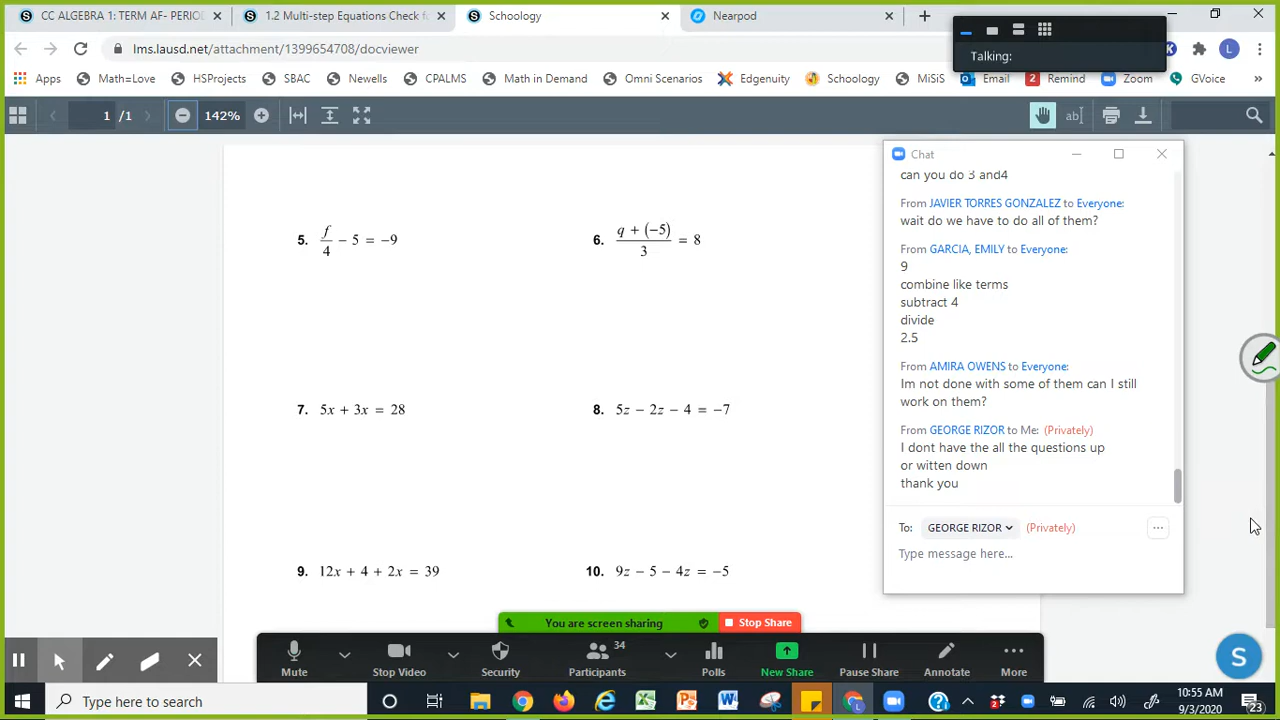 CC ALGEBRA 1: TERM AF- PERIOD
1.2 Multi-step Equations Check fo
Schoology
Nearpod
Talking:
lms.lausd.net/attachment/1399654708/docviewer
K
L
Apps
Math=Love
HSProjects
SBAC
Newells
CPALMS
Math in Demand
Omni Scenarios
Edgenuity
Schoology
MiSiS
Email
2 Remind
Zoom
GVoice
1 /1
142%
ab
Chat
can you do 3 and4
From JAVIER TORRES GONZALEZ to Everyone:
wait do we have to do all of them?
From GARCIA, EMILY to Everyone:
9
combine like terms
subtract 4
divide
2.5
From AMIRA OWENS to Everyone:
Im not done with some of them can I still
work on them?
From GEORGE RIZOR to Me: (Privately)
I dont have the all the questions up
or witten down
thank you
To: GEORGE RIZOR (Privately)
Type message here...
5. f/4 − 5 = −9
6. (q + (−5))/3 = 8
7. 5x + 3x = 28
8. 5z − 2z − 4 = −7
9. 12x + 4 + 2x = 39
10. 9z − 5 − 4z = −5
You are screen sharing
Stop Share
34
Mute
Stop Video
Security
Participants
Polls
New Share
Pause Share
Annotate
More
S
Type here to search
10:55 AM
9/3/2020
23